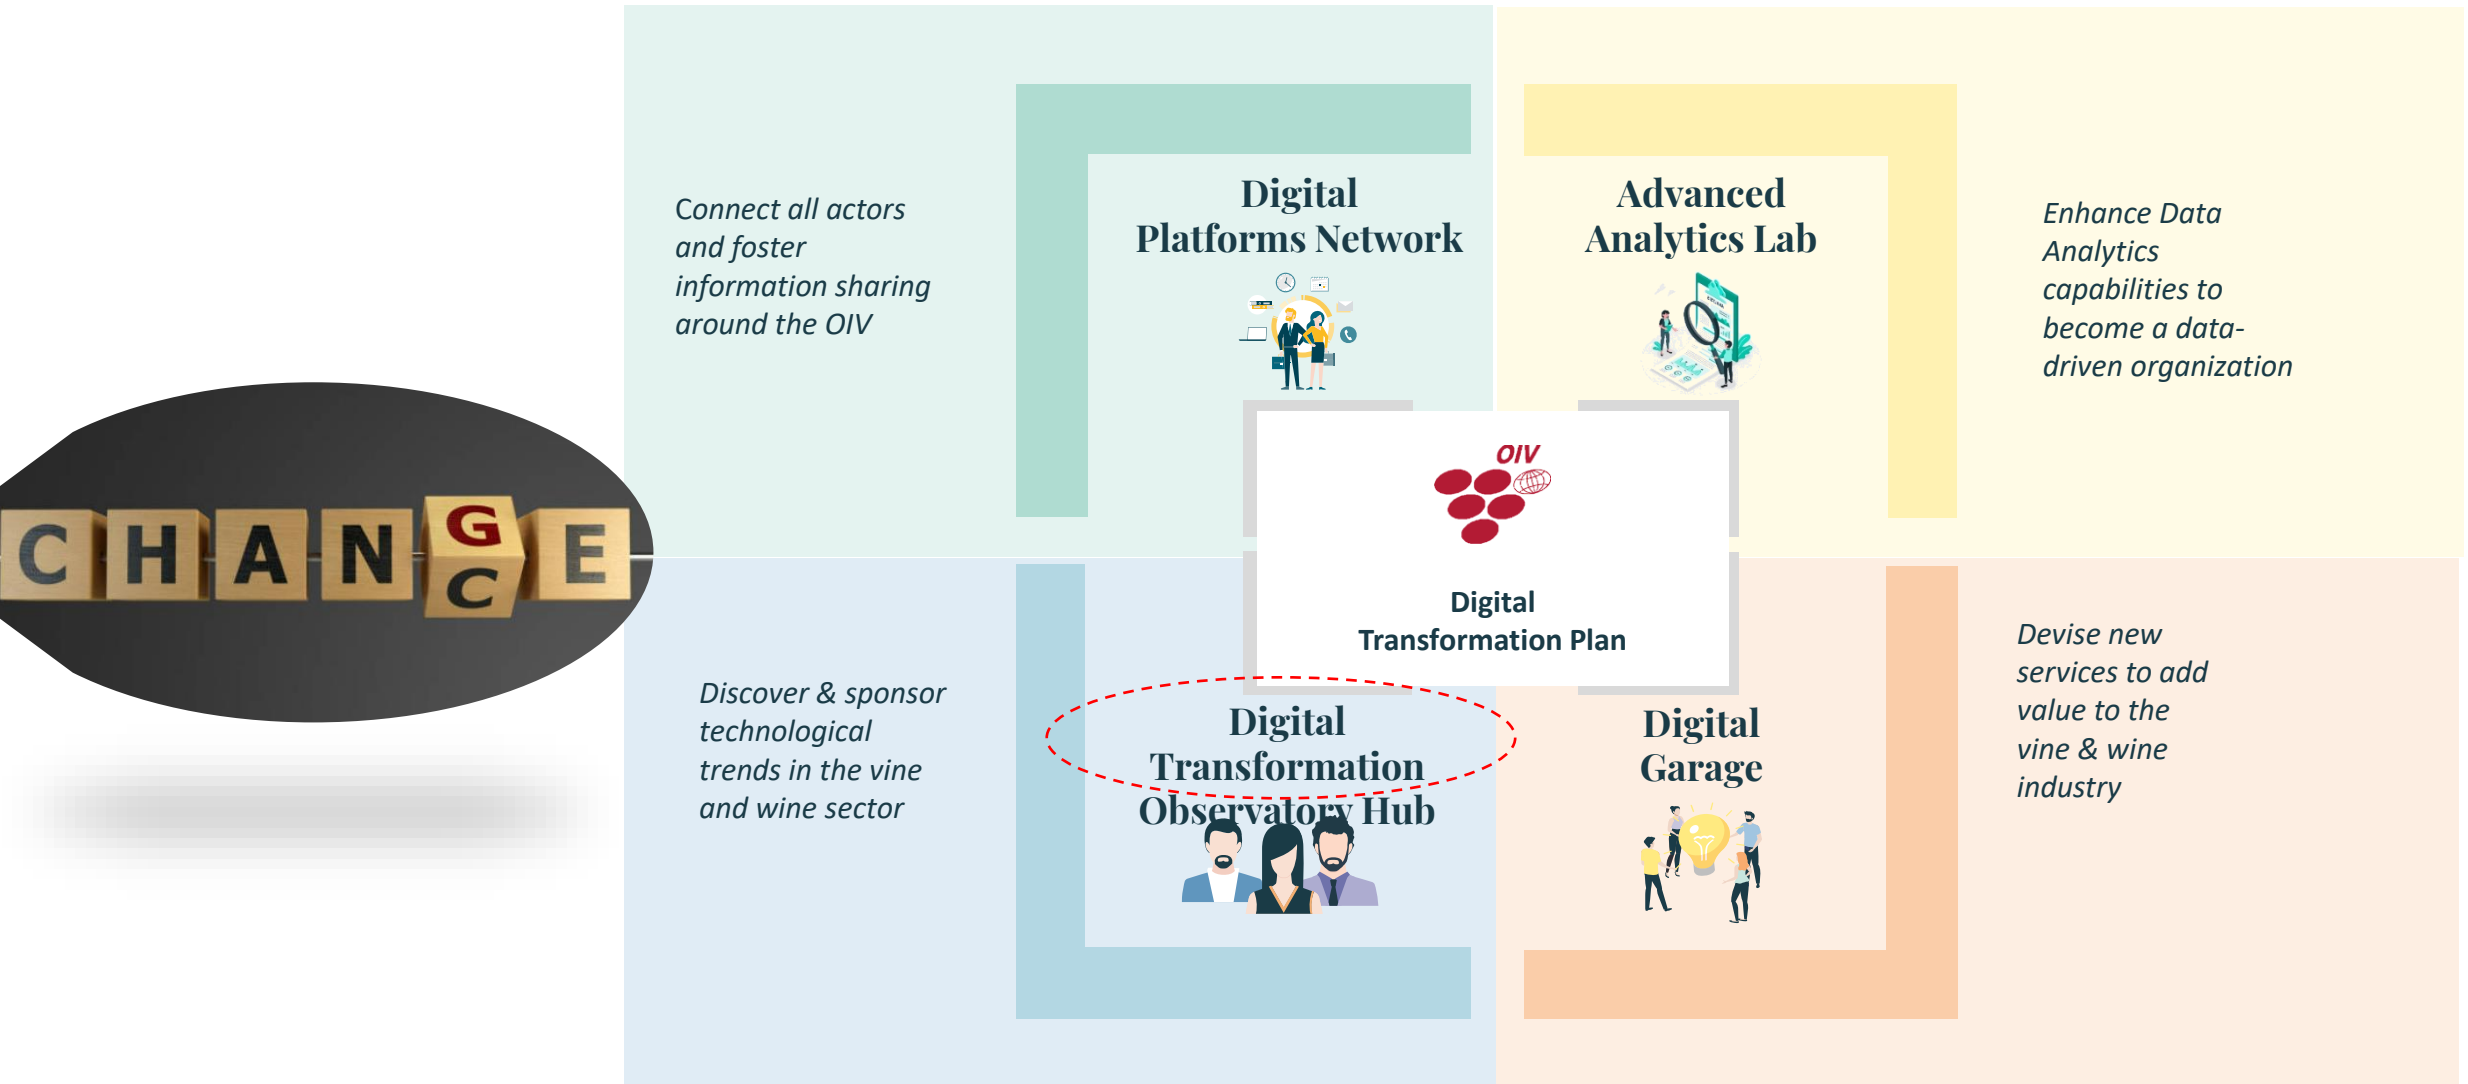 CHANGE
C
Connect all actors
and foster
information sharing
around the OIV
Digital
Platforms Network
Advanced
Analytics Lab
Enhance Data
Analytics
capabilities to
become a data-
driven organization
OIV
Digital
Transformation Plan
Discover & sponsor
technological
trends in the vine
and wine sector
Digital
Transformation
Observatory Hub
Digital
Garage
Devise new
services to add
value to the
vine & wine
industry